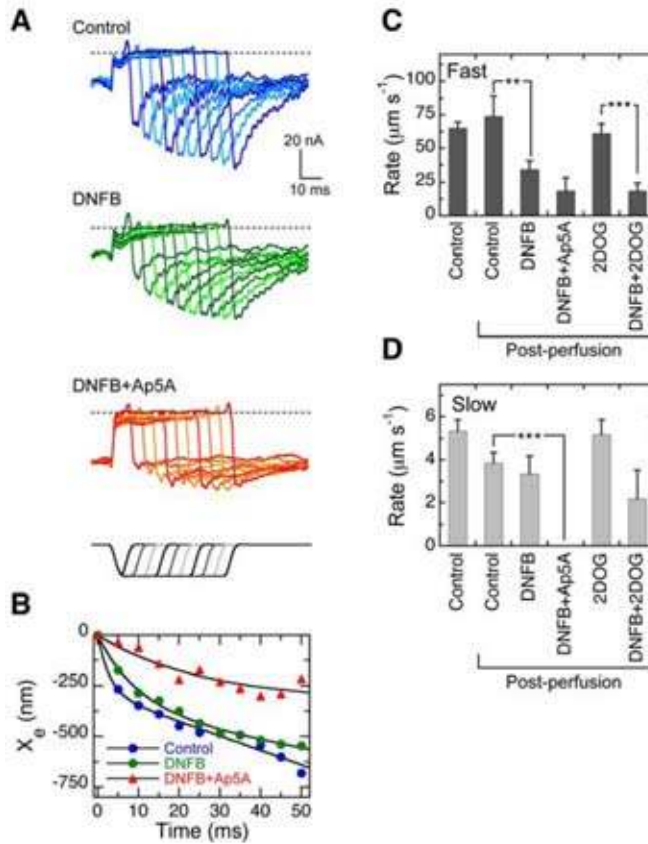 A
Control
20 nA
10 ms
DNFB
DNFB+Ap5A
B
0
-250
-500
-750
X_e (nm)
Control
DNFB
DNFB+Ap5A
0 10 20 30 40 50
Time (ms)
C
Fast
**
***
100
75
50
25
0
Rate (μm s⁻¹)
Control
Control
DNFB
DNFB+Ap5A
2DOG
DNFB+2DOG
Post-perfusion
D
Slow
***
6
4
2
0
Rate (μm s⁻¹)
Control
Control
DNFB
DNFB+Ap5A
2DOG
DNFB+2DOG
Post-perfusion